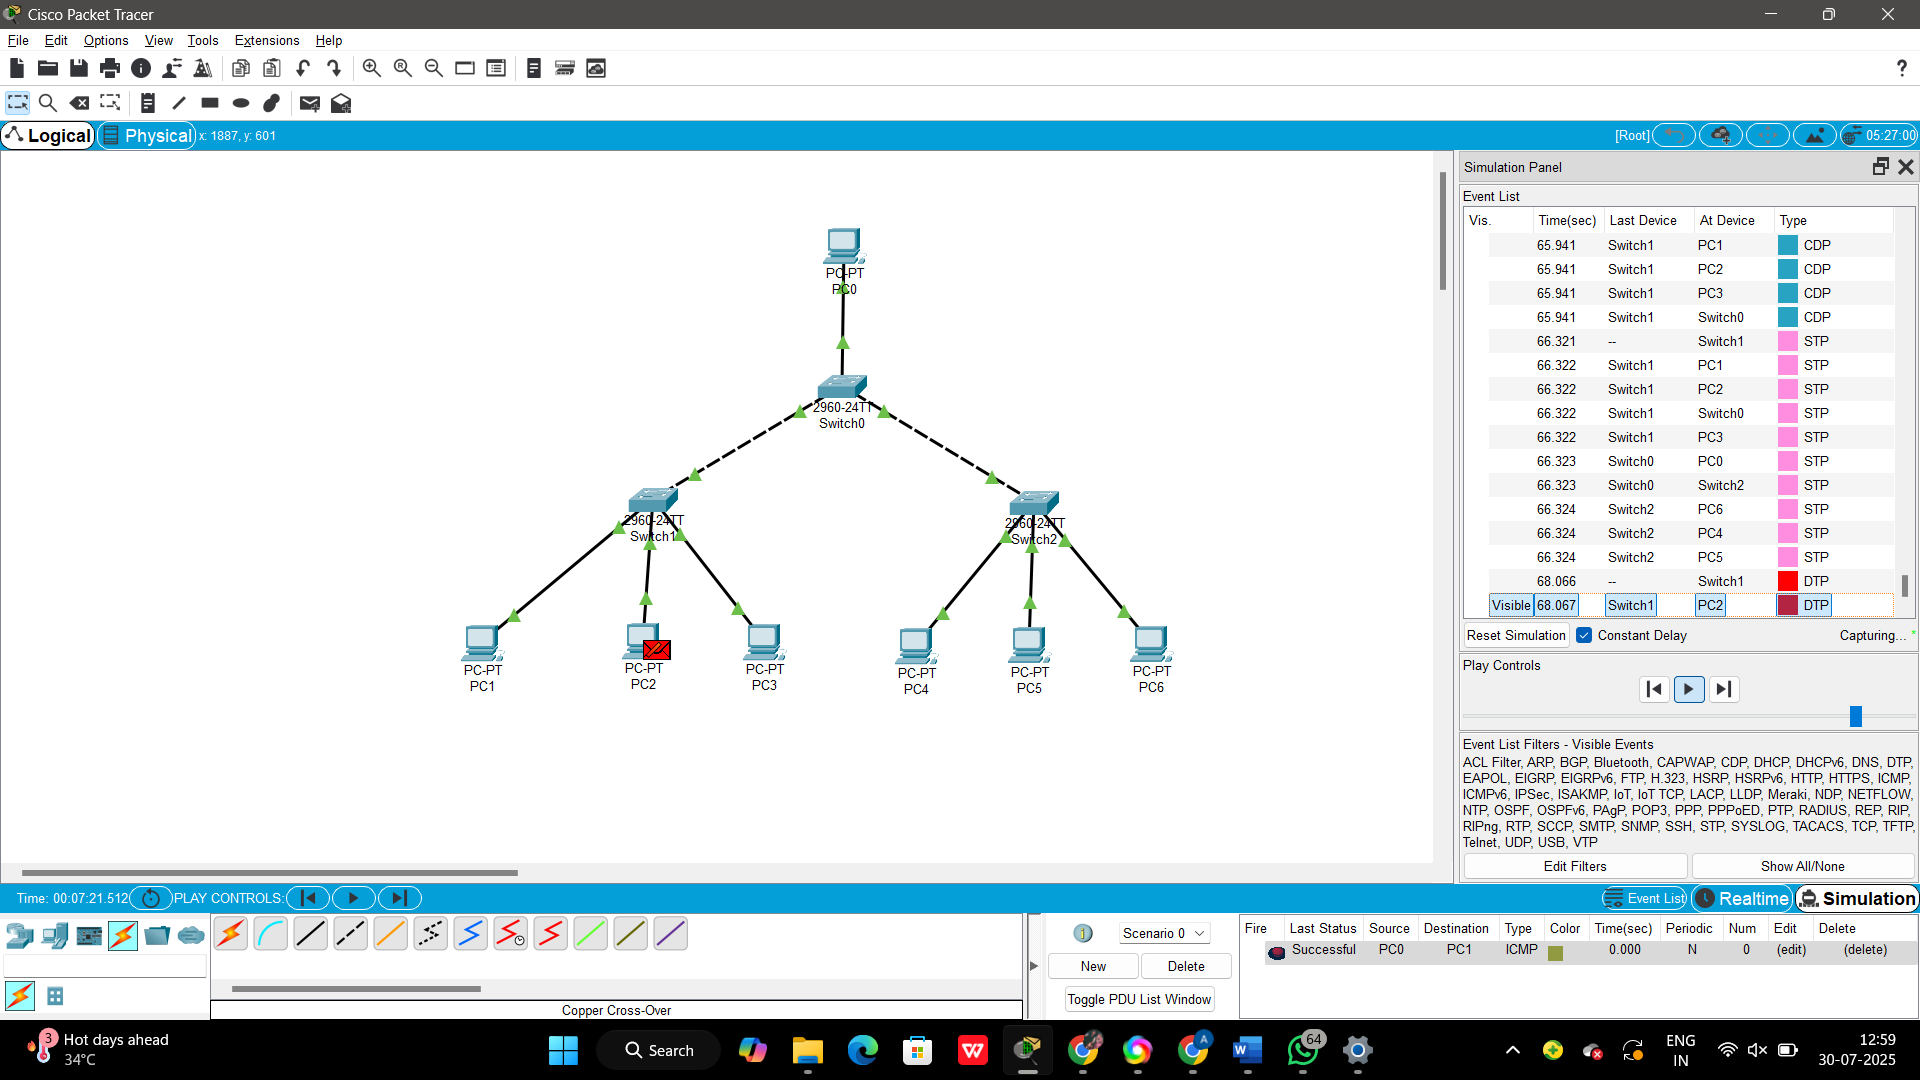 Cisco Packet Tracer
File Edit Options View Tools Extensions Help
Logical Physical x: 1887, y: 601 [Root] 05:27:00
PC-PT
PC0
2960-24TT
Switch0
2960-24TT
Switch1
2960-24TT
Switch2
PC-PT
PC1
PC-PT
PC2
PC-PT
PC3
PC-PT
PC4
PC-PT
PC5
PC-PT
PC6
Simulation Panel
Event List
Vis. Time(sec) Last Device At Device Type
65.941 Switch1 PC1 CDP
65.941 Switch1 PC2 CDP
65.941 Switch1 PC3 CDP
65.941 Switch1 Switch0 CDP
66.321 -- Switch1 STP
66.322 Switch1 PC1 STP
66.322 Switch1 PC2 STP
66.322 Switch1 Switch0 STP
66.322 Switch1 PC3 STP
66.323 Switch0 PC0 STP
66.323 Switch0 Switch2 STP
66.324 Switch2 PC6 STP
66.324 Switch2 PC4 STP
66.324 Switch2 PC5 STP
68.066 -- Switch1 DTP
Visible 68.067 Switch1 PC2 DTP
Reset Simulation Constant Delay Capturing...
Play Controls
Event List Filters - Visible Events
ACL Filter, ARP, BGP, Bluetooth, CAPWAP, CDP, DHCP, DHCPv6, DNS, DTP,
EAPOL, EIGRP, EIGRPv6, FTP, H.323, HSRP, HSRPv6, HTTP, HTTPS, ICMP,
ICMPv6, IPSec, ISAKMP, IoT, IoT TCP, LACP, LLDP, Meraki, NDP, NETFLOW,
NTP, OSPF, OSPFv6, PAgP, POP3, PPP, PPPoED, PTP, RADIUS, REP, RIP,
RIPng, RTP, SCCP, SMTP, SNMP, SSH, STP, SYSLOG, TACACS, TCP, TFTP,
Telnet, UDP, USB, VTP
Edit Filters Show All/None
Time: 00:07:21.512 PLAY CONTROLS: Event List Realtime Simulation
Copper Cross-Over
Scenario 0
New Delete
Toggle PDU List Window
Fire Last Status Source Destination Type Color Time(sec) Periodic Num Edit Delete
Successful PC0 PC1 ICMP 0.000 N 0 (edit) (delete)
3 Hot days ahead
34°C
Search
64
ENG
IN
12:59
30-07-2025